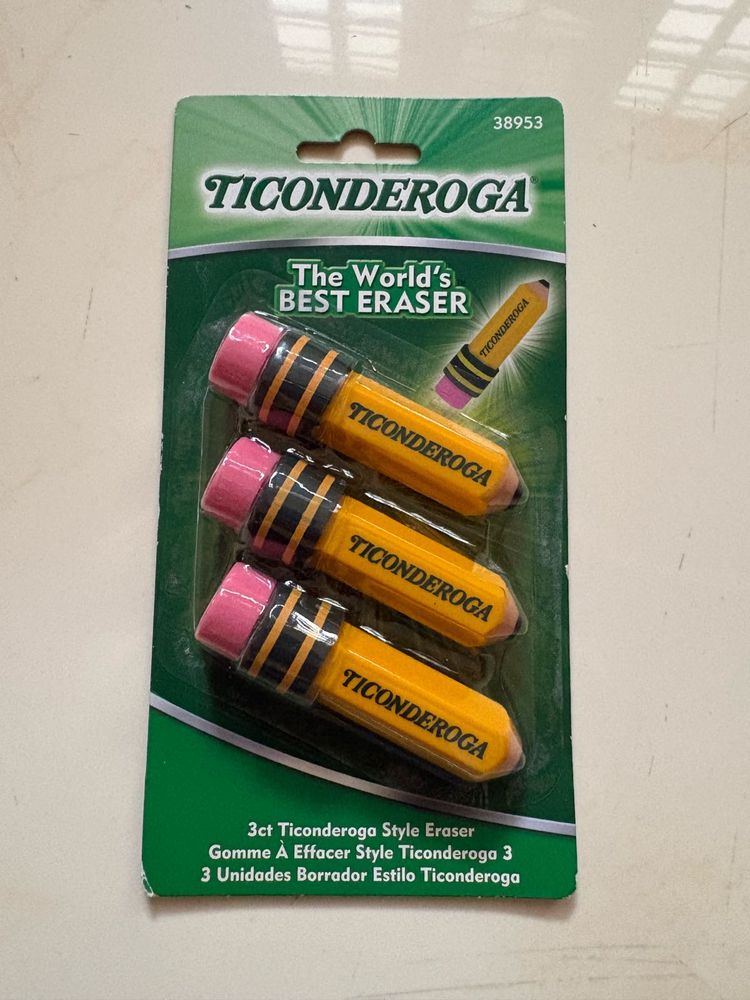 38953
TICONDEROGA®
The World's
BEST ERASER
TICONDEROGA
TICONDEROGA
TICONDEROGA
TICONDEROGA
3ct Ticonderoga Style Eraser
Gomme À Effacer Style Ticonderoga 3
3 Unidades Borrador Estilo Ticonderoga